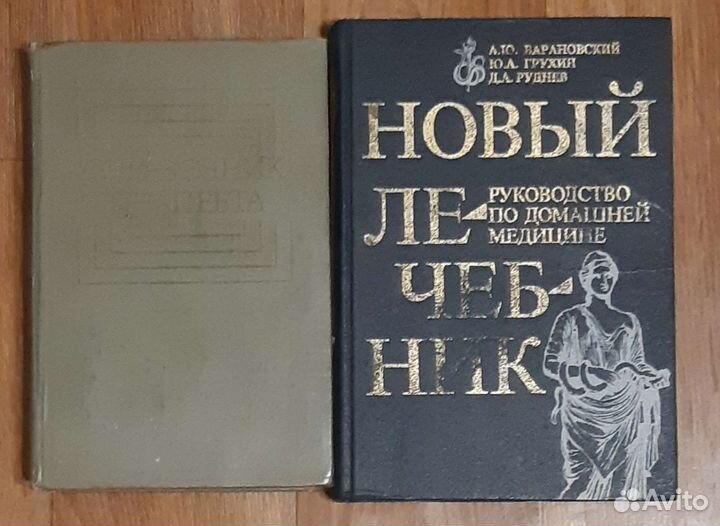 А.Ю. БАРАНОВСКИЙ
Ю.А. ГРУХИН
Д.А. РУДНЕВ
НОВЫЙ
ЛЕ-
ЧЕБ-
НИК
РУКОВОДСТВО
ПО ДОМАШНЕЙ
МЕДИЦИНЕ
Avito